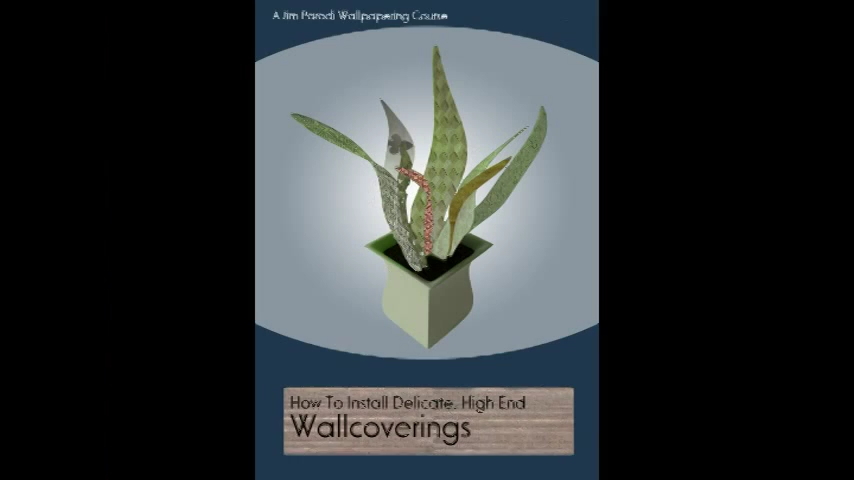 A Jim Parodi Wallpapering Course
How To Install Delicate, High End
Wallcoverings